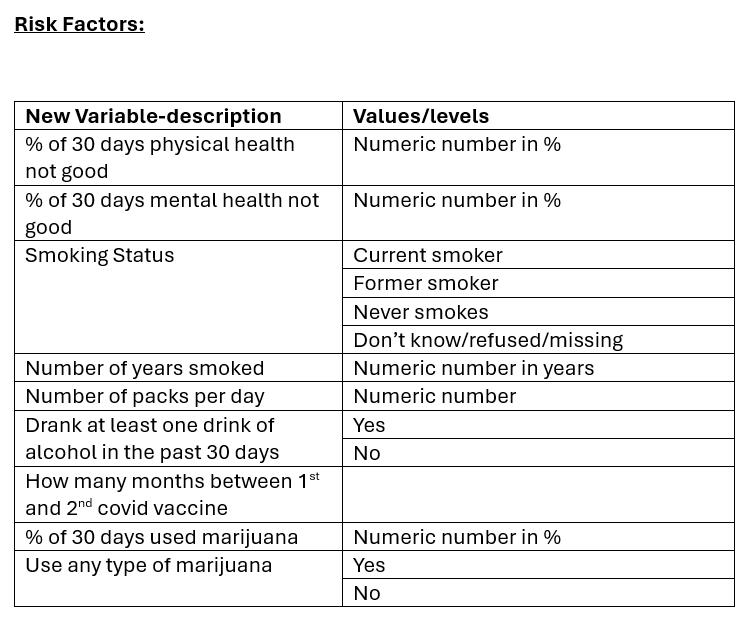 Risk Factors:
New Variable-description Values/levels
% of 30 days physical health Numeric number in %
not good
% of 30 days mental health not Numeric number in %
good
Smoking Status Current smoker
Former smoker
Never smokes
Don’t know/refused/missing
Number of years smoked Numeric number in years
Number of packs per day Numeric number
Drank at least one drink of Yes
alcohol in the past 30 days No
How many months between 1st
and 2nd covid vaccine
% of 30 days used marijuana Numeric number in %
Use any type of marijuana Yes
No